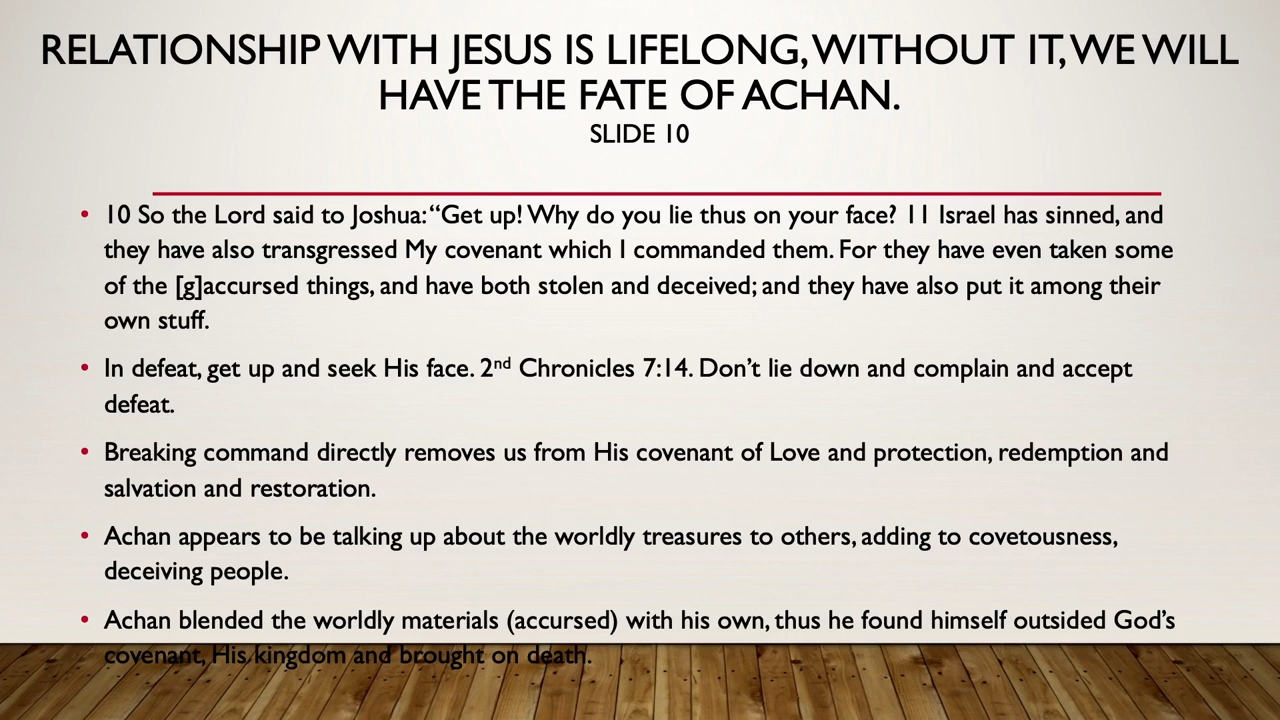 RELATIONSHIP WITH JESUS IS LIFELONG, WITHOUT IT, WE WILL
HAVE THE FATE OF ACHAN.
SLIDE 10
• 10 So the Lord said to Joshua: “Get up! Why do you lie thus on your face? 11 Israel has sinned, and
they have also transgressed My covenant which I commanded them. For they have even taken some
of the [g]accursed things, and have both stolen and deceived; and they have also put it among their
own stuff.
• In defeat, get up and seek His face. 2nd Chronicles 7:14. Don’t lie down and complain and accept
defeat.
• Breaking command directly removes us from His covenant of Love and protection, redemption and
salvation and restoration.
• Achan appears to be talking up about the worldly treasures to others, adding to covetousness,
deceiving people.
• Achan blended the worldly materials (accursed) with his own, thus he found himself outsided God’s
covenant, His kingdom and brought on death.